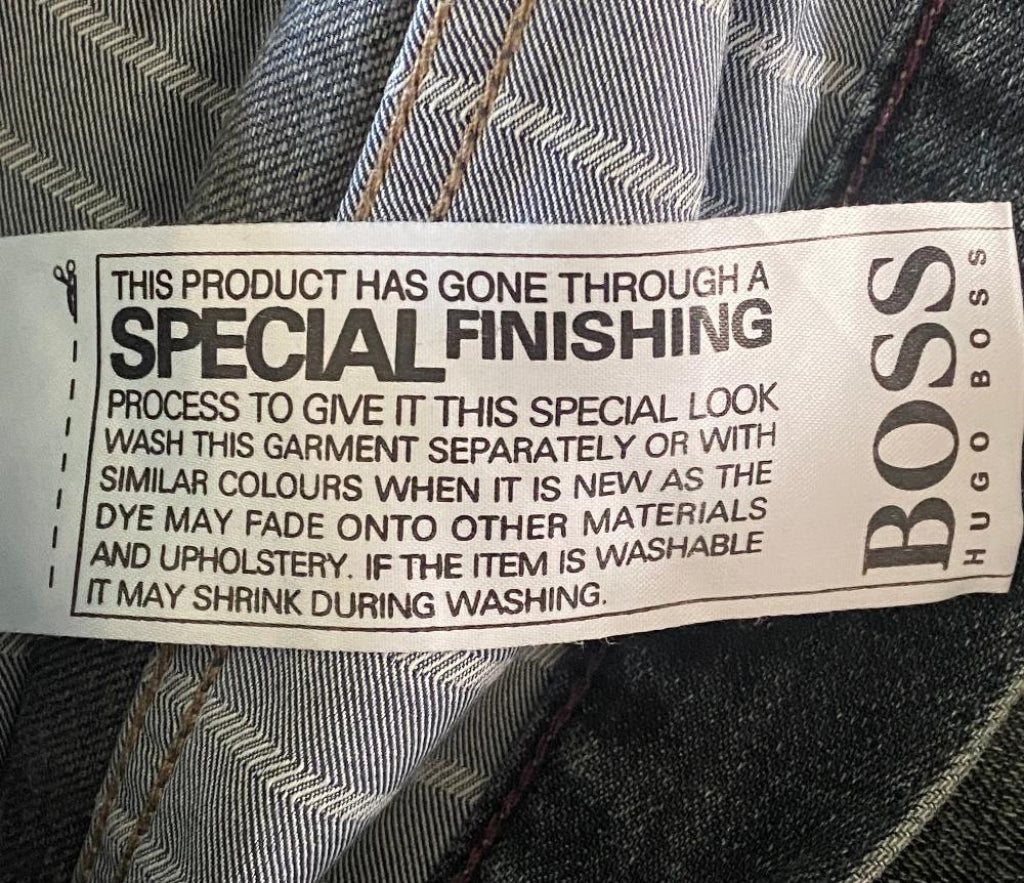 THIS PRODUCT HAS GONE THROUGH A
SPECIAL FINISHING
PROCESS TO GIVE IT THIS SPECIAL LOOK
WASH THIS GARMENT SEPARATELY OR WITH
SIMILAR COLOURS WHEN IT IS NEW AS THE
DYE MAY FADE ONTO OTHER MATERIALS
AND UPHOLSTERY. IF THE ITEM IS WASHABLE
IT MAY SHRINK DURING WASHING.
BOSS
HUGO BOSS